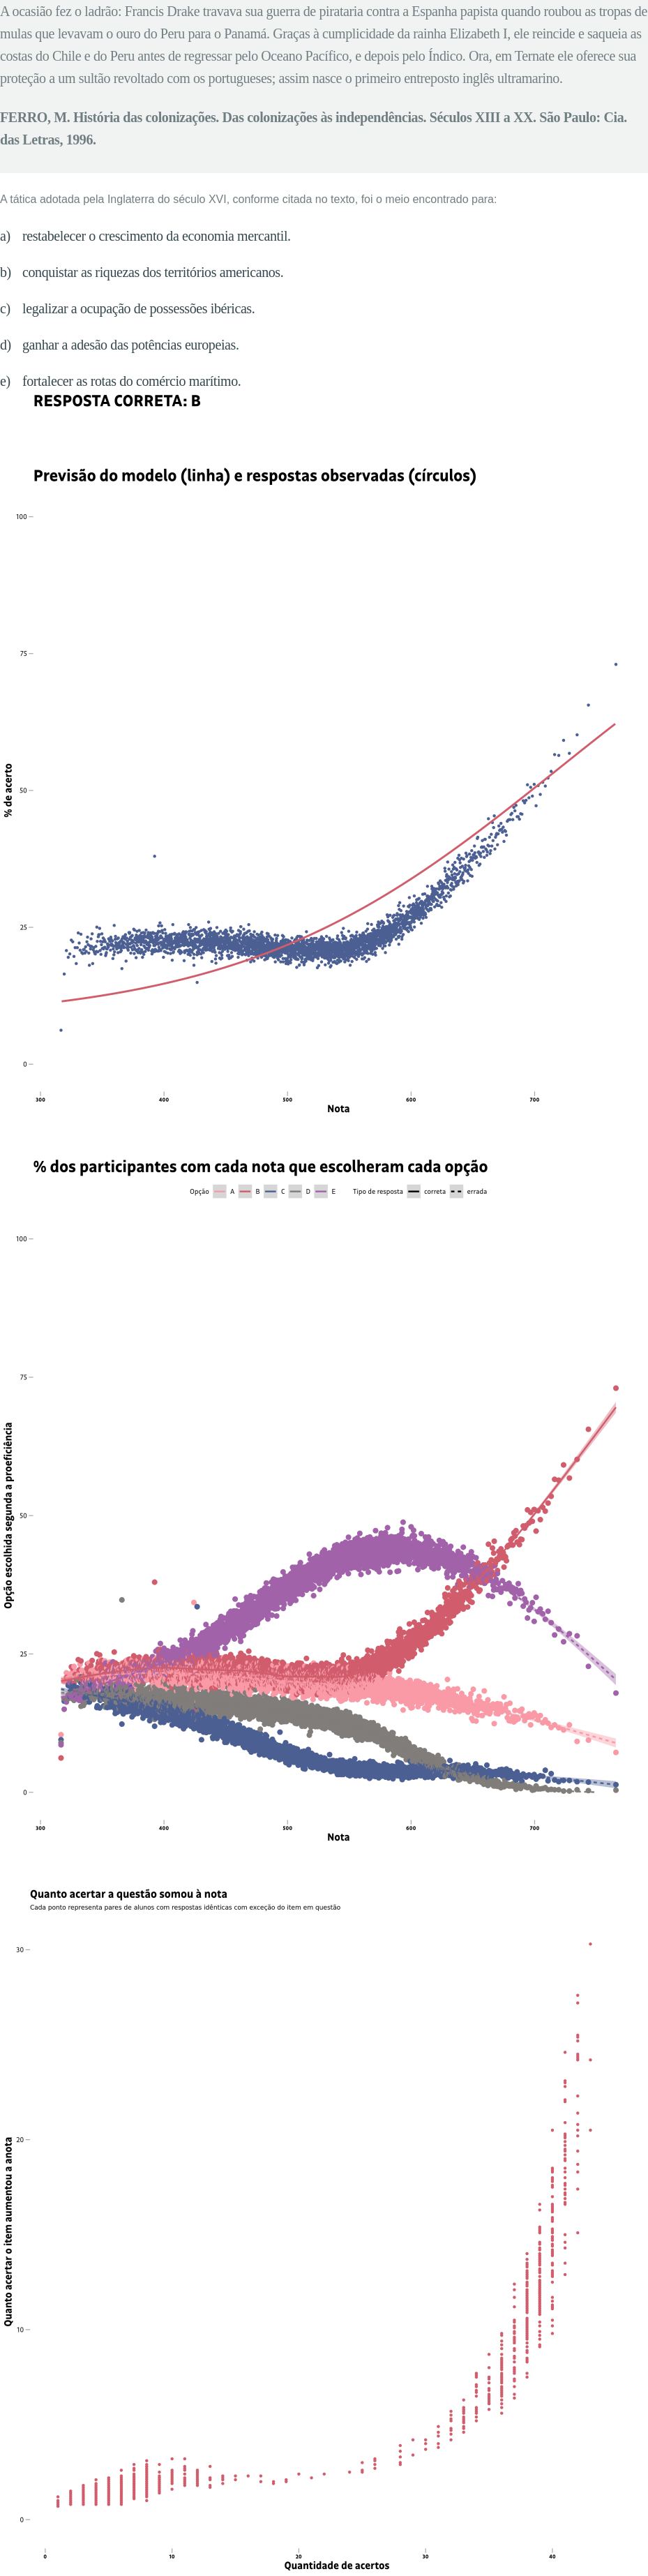 A ocasião fez o ladrão: Francis Drake travava sua guerra de pirataria contra a Espanha papista quando roubou as tropas de
mulas que levavam o ouro do Peru para o Panamá. Graças à cumplicidade da rainha Elizabeth I, ele reincide e saqueia as
costas do Chile e do Peru antes de regressar pelo Oceano Pacífico, e depois pelo Índico. Ora, em Ternate ele oferece sua
proteção a um sultão revoltado com os portugueses; assim nasce o primeiro entreposto inglês ultramarino.
FERRO, M. História das colonizações. Das colonizações às independências. Séculos XIII a XX. São Paulo: Cia.
das Letras, 1996.
A tática adotada pela Inglaterra do século XVI, conforme citada no texto, foi o meio encontrado para:
a) restabelecer o crescimento da economia mercantil.
b) conquistar as riquezas dos territórios americanos.
c) legalizar a ocupação de possessões ibéricas.
d) ganhar a adesão das potências europeias.
e) fortalecer as rotas do comércio marítimo.
RESPOSTA CORRETA: B
Previsão do modelo (linha) e respostas observadas (círculos)
100
75
50
25
0
% de acerto
300 400 500 600 700
Nota
% dos participantes com cada nota que escolheram cada opção
Opção A B C D E Tipo de resposta correta errada
100
75
50
25
0
Opção escolhida segunda a proeficiência
300 400 500 600 700
Nota
Quanto acertar a questão somou à nota
Cada ponto representa pares de alunos com respostas idênticas com exceção do item em questão
30
20
10
0
Quanto acertar o item aumentou a anota
0 10 20 30 40
Quantidade de acertos